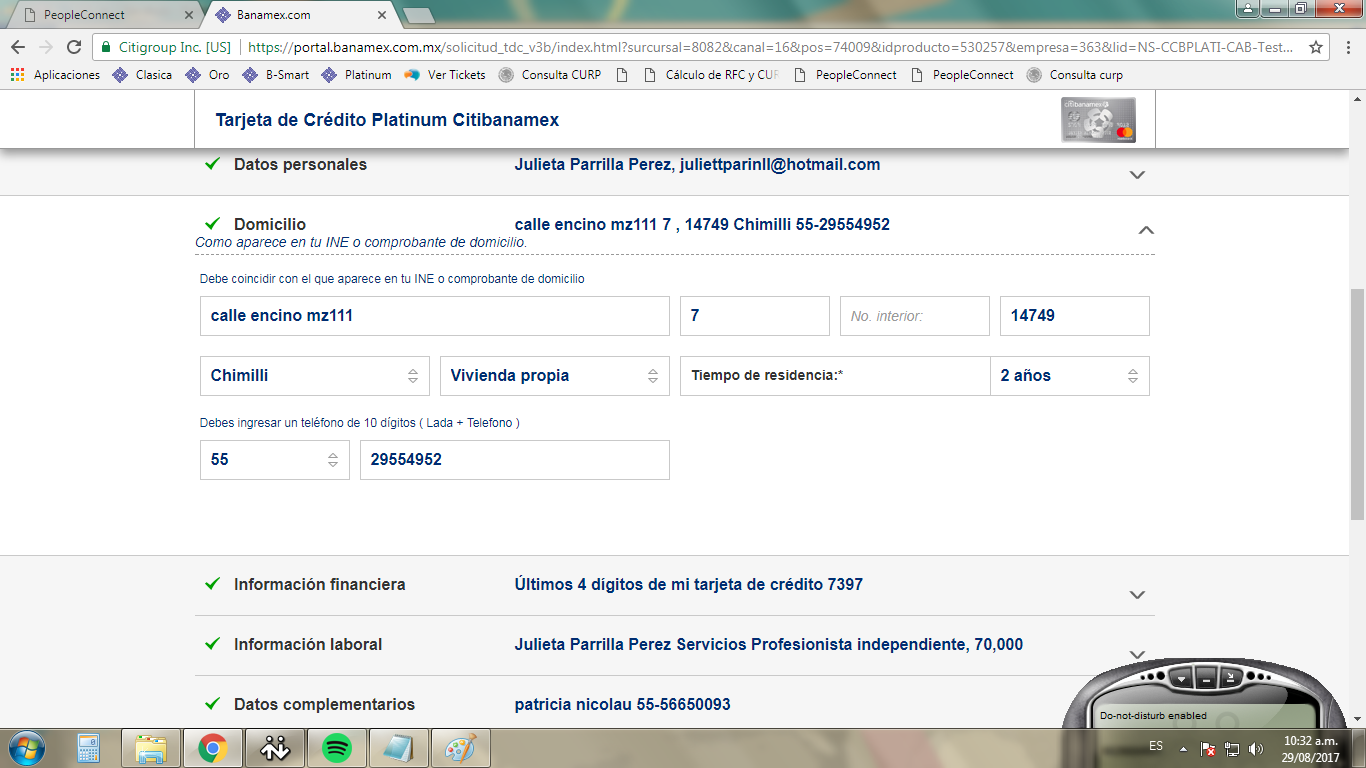 PeopleConnect
Banamex.com
Citigroup Inc. [US]
https://portal.banamex.com.mx/solicitud_tdc_v3b/index.html?surcursal=8082&canal=16&pos=74009&idproducto=530257&empresa=363&lid=NS-CCBPLATI-CAB-Test...
Aplicaciones Clasica Oro B-Smart Platinum Ver Tickets Consulta CURP Cálculo de RFC y CUR PeopleConnect PeopleConnect Consulta curp
Tarjeta de Crédito Platinum Citibanamex
citibanamex
Datos personales Julieta Parrilla Perez, juliettparinll@hotmail.com
Domicilio calle encino mz111 7 , 14749 Chimilli 55-29554952
Como aparece en tu INE o comprobante de domicilio.
Debe coincidir con el que aparece en tu INE o comprobante de domicilio
calle encino mz111 7 No. interior: 14749
Chimilli Vivienda propia Tiempo de residencia:* 2 años
Debes ingresar un teléfono de 10 dígitos ( Lada + Telefono )
55 29554952
Información financiera Últimos 4 dígitos de mi tarjeta de crédito 7397
Información laboral Julieta Parrilla Perez Servicios Profesionista independiente, 70,000
Datos complementarios patricia nicolau 55-56650093
Do-not-disturb enabled
ES
10:32 a.m.
29/08/2017